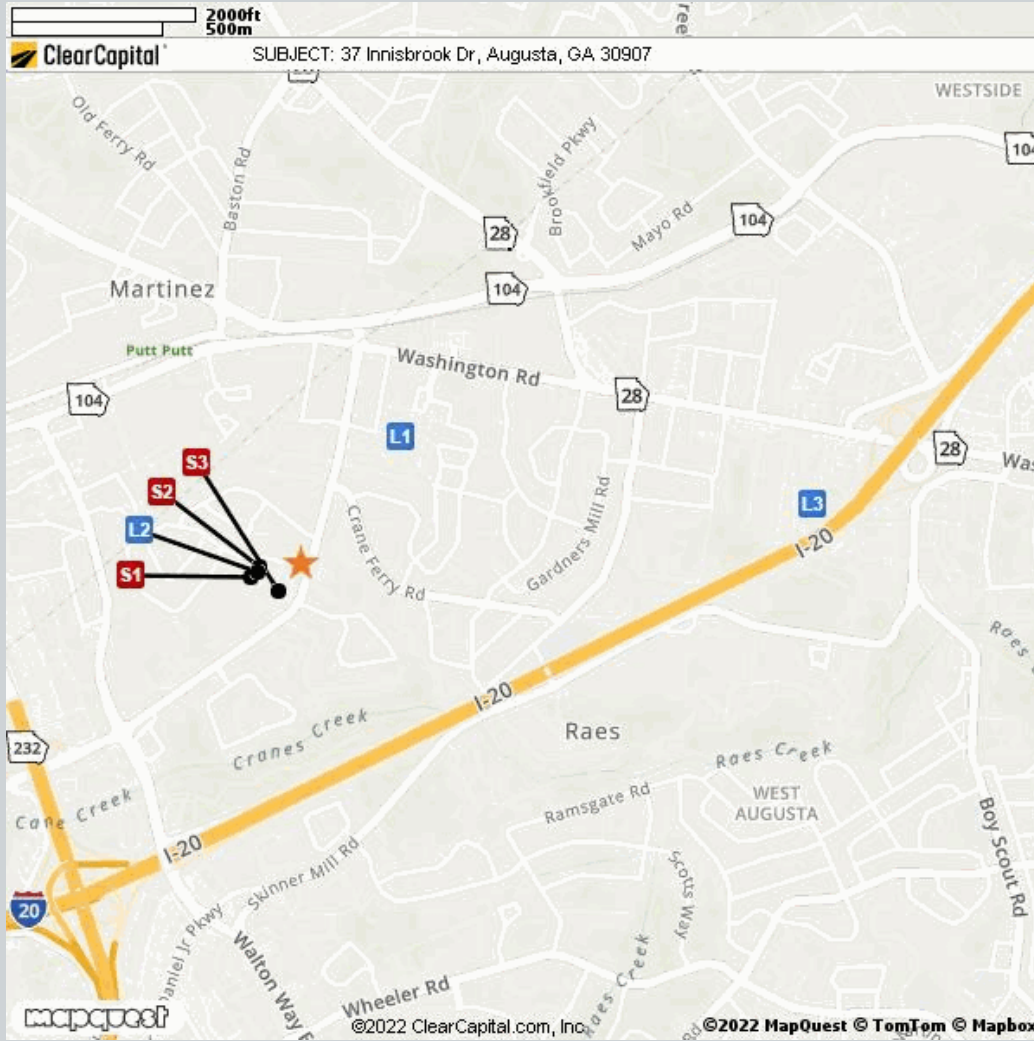 2000ft
500m
ClearCapital
SUBJECT: 37 Innisbrook Dr, Augusta, GA 30907
WESTSIDE
Old Ferry Rd
Baston Rd
Brookfield Pkwy
Mayo Rd
104
104
28
104
Martinez
Putt Putt
Washington Rd
104
28
28
L1
S3
S2
L2
S1
L3
I-20
Crane Ferry Rd
Gardners Mill Rd
I-20
Raes
232
Cranes Creek
Raes Creek
Cane Creek
Ramsgate Rd
WEST
AUGUSTA
I-20
20
Skinner Mill Rd
Scotts Way
Boy Scout Rd
Walton Way
Wheeler Rd
Raes Creek
mapquest
©2022 ClearCapital.com, Inc.
©2022 MapQuest © TomTom © Mapbox